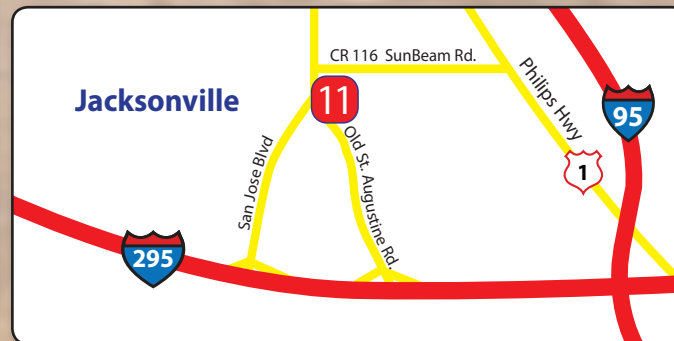 CR 116 SunBeam Rd.
Jacksonville
11
Philips Hwy
95
San Jose Blvd
Old St. Augustine Rd.
1
295